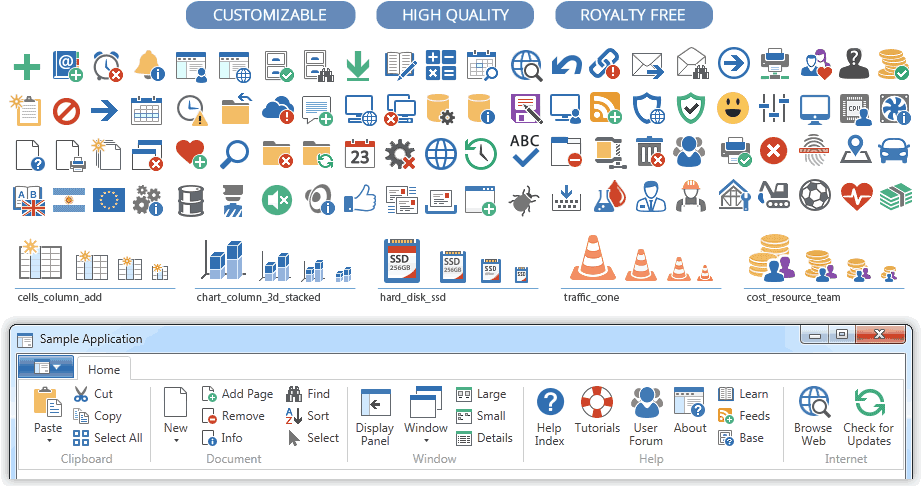 CUSTOMIZABLE HIGH QUALITY ROYALTY FREE
@
CPU
23
ABC
A B
SSD 256GB SSD 256GB SSD SSD
cells_column_add chart_column_3d_stacked hard_disk_ssd traffic_cone cost_resource_team
Sample Application
Home
Cut Add Page Find Large Learn
Copy Remove A Z Sort Small Feeds
Select All Info Select Details Base
Paste New Display Panel Window Help Index Tutorials User Forum About Browse Web Check for Updates
Clipboard Document Window Help Internet